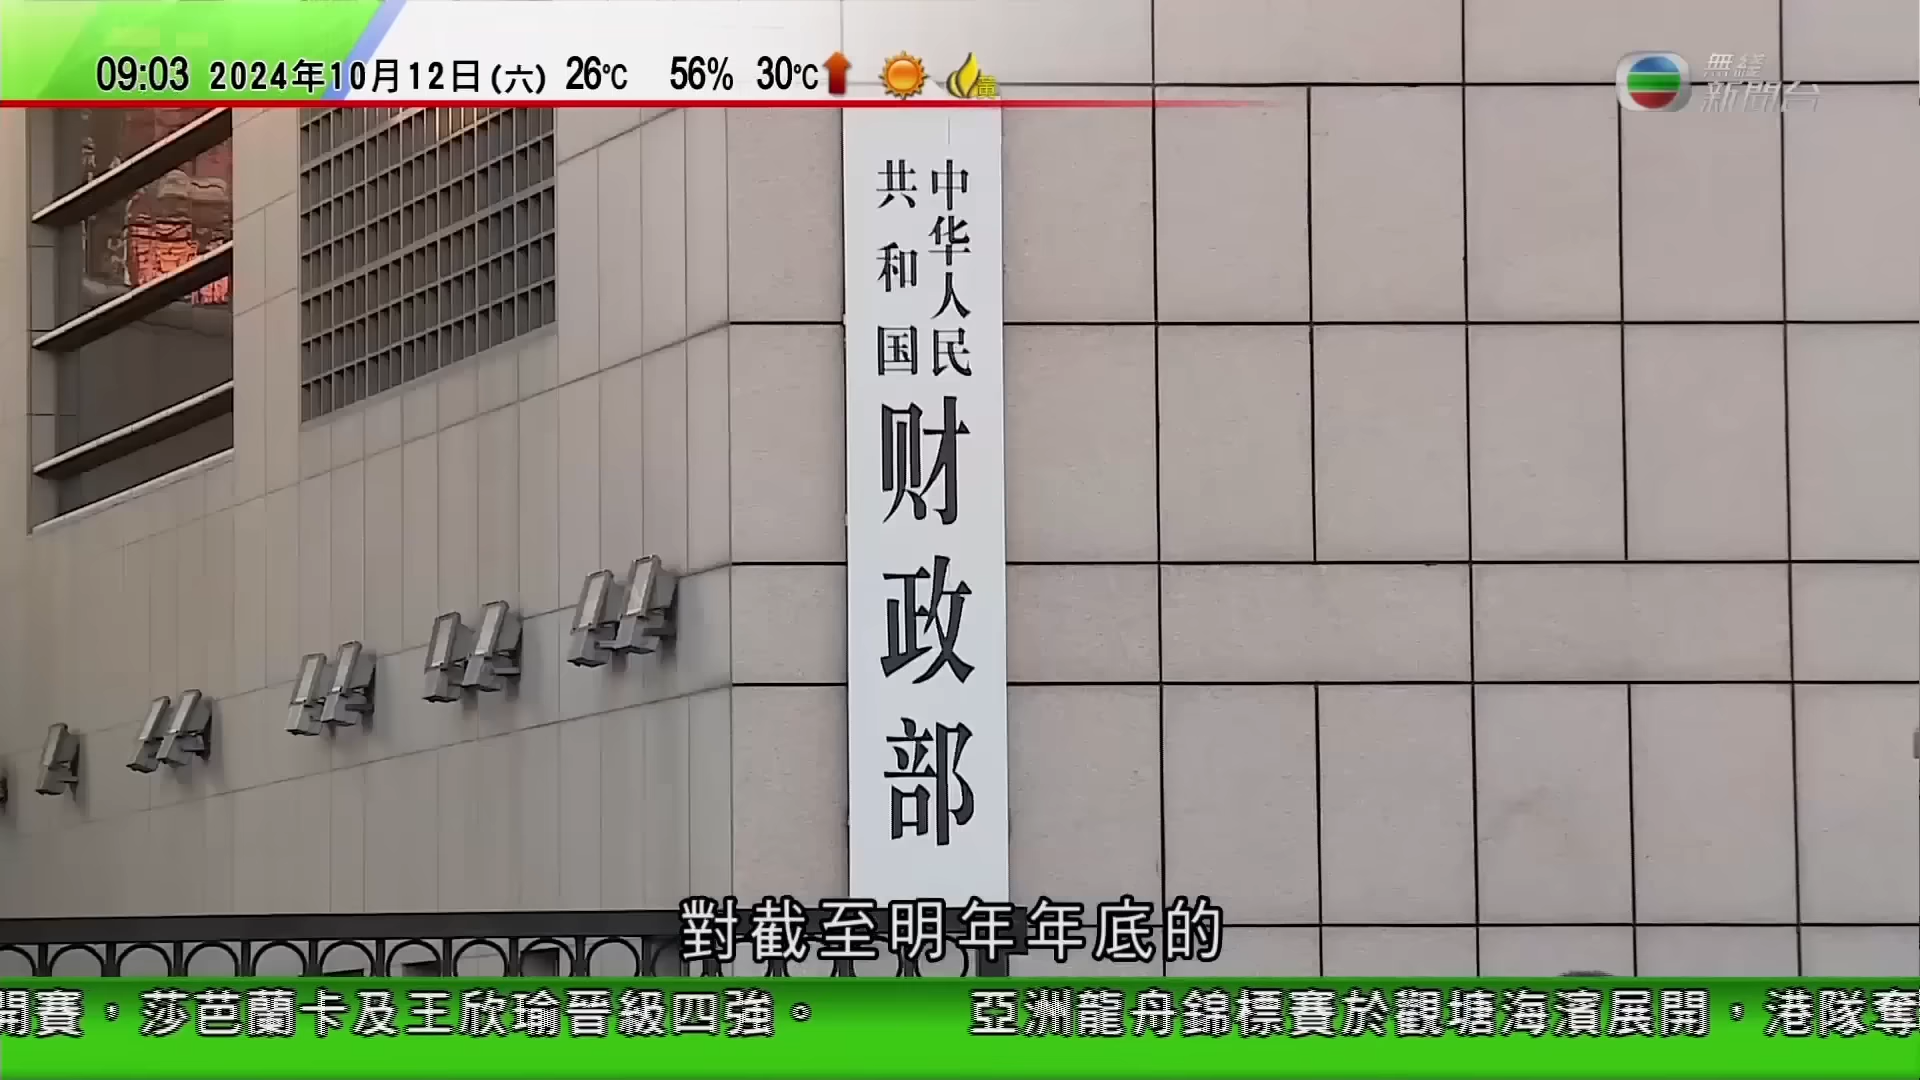 09:03 2024年10月12日(六) 26°C 56% 30°C
黃
無綫
新聞台
中华人民
共和国
财政部
對截至明年年底的
開賽，莎芭蘭卡及王欣瑜晉級四強。 亞洲龍舟錦標賽於觀塘海濱展開，港隊奪